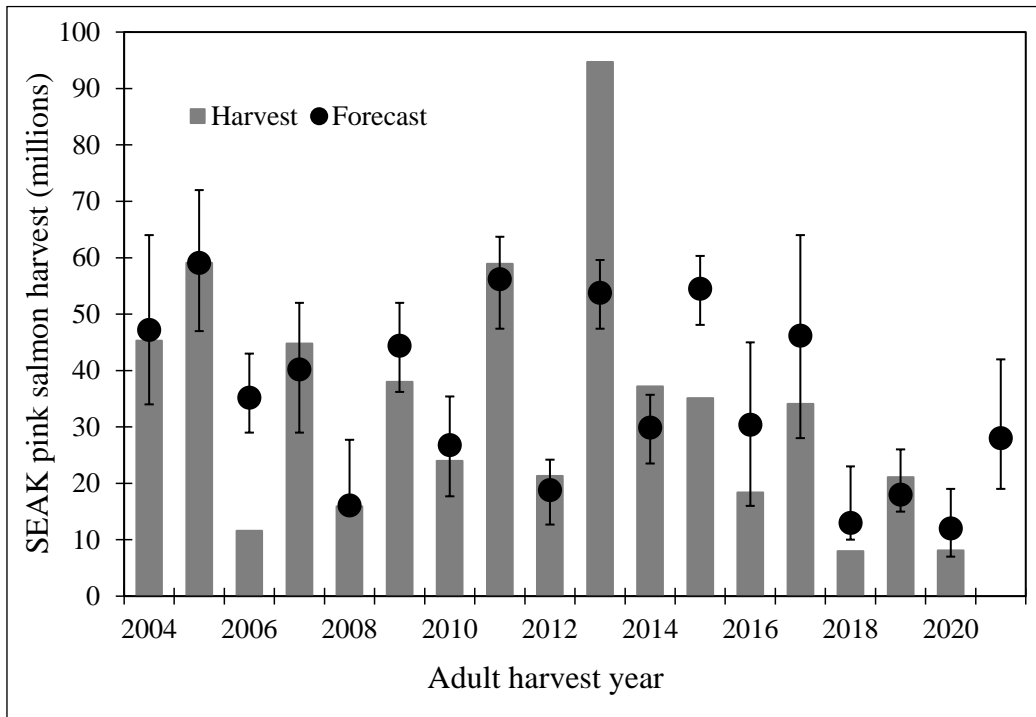 SEAK pink salmon harvest (millions)
100
90
80
70
60
50
40
30
20
10
0
Harvest Forecast
2004 2006 2008 2010 2012 2014 2016 2018 2020
Adult harvest year